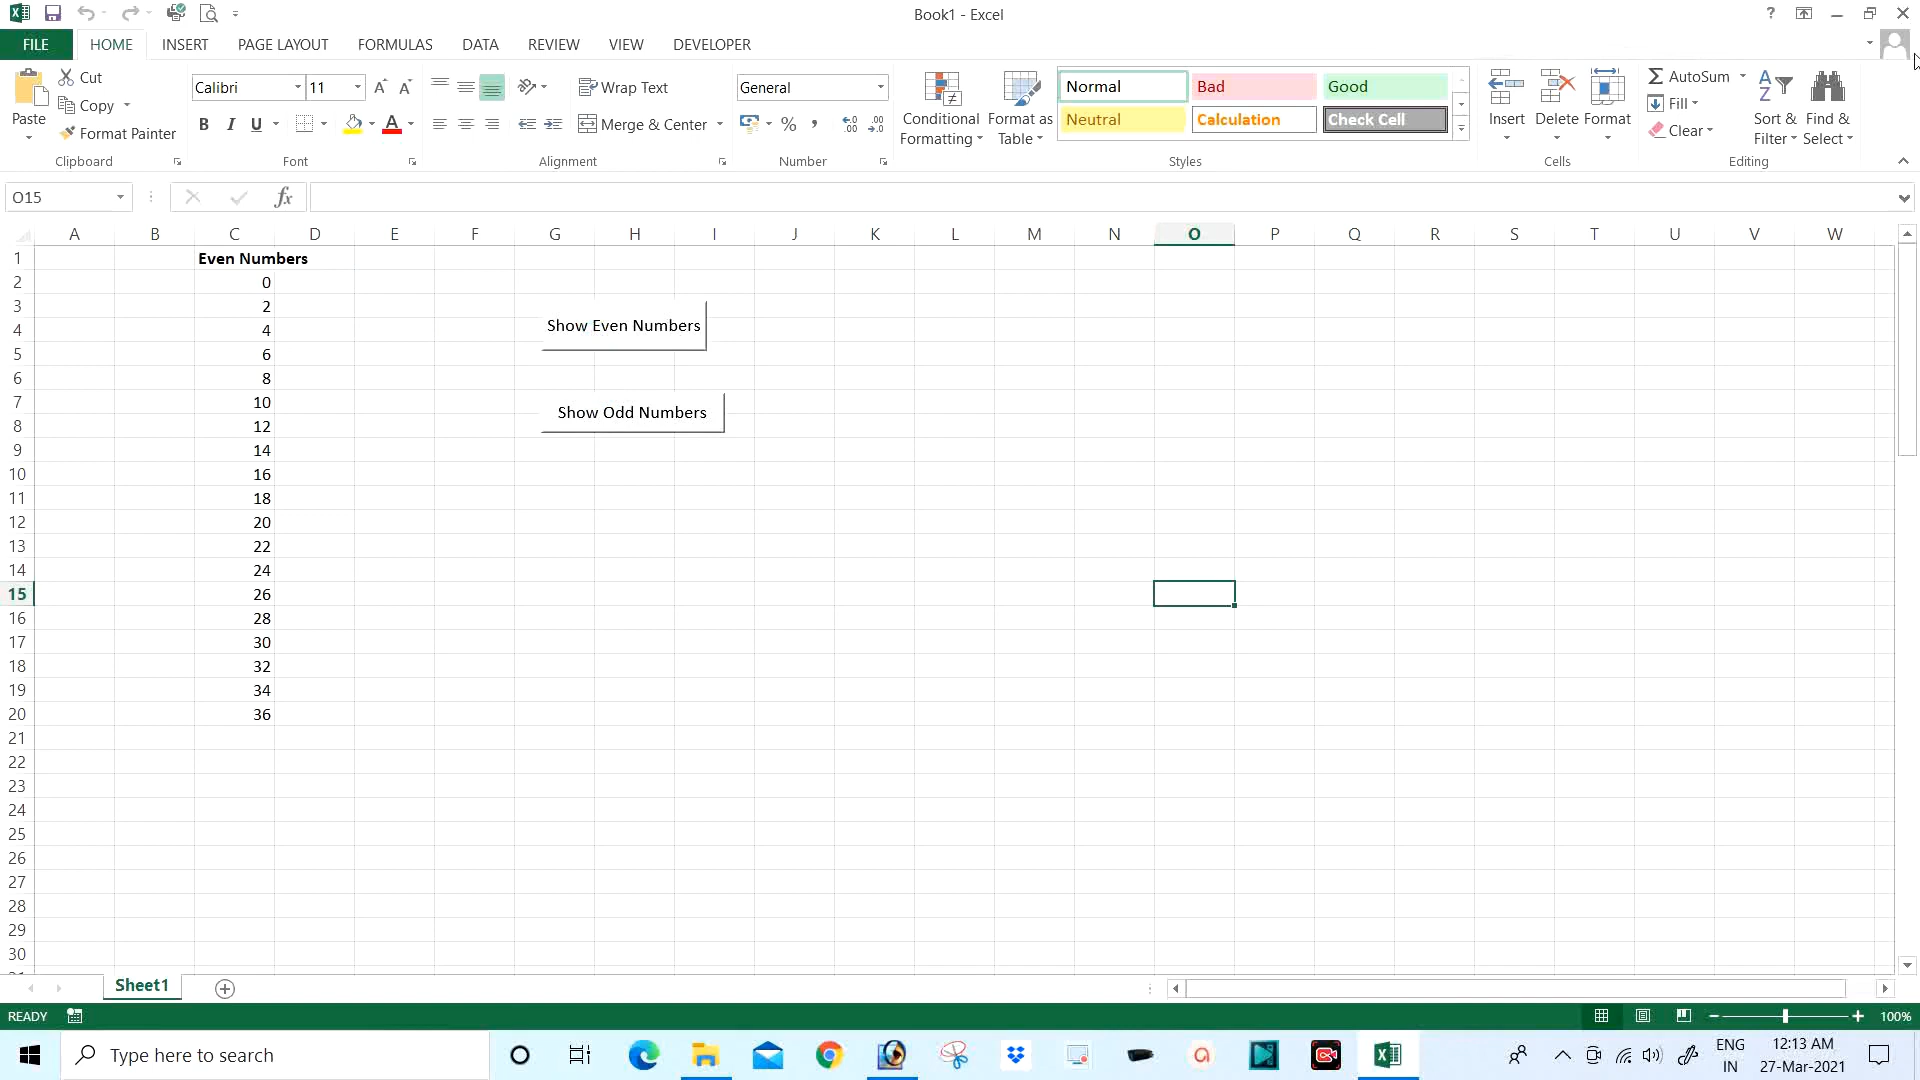 Book1 - Excel
FILE HOME INSERT PAGE LAYOUT FORMULAS DATA REVIEW VIEW DEVELOPER
Paste
Cut
Copy
Format Painter
Clipboard
Calibri 11
B I U
Font
Wrap Text
Merge & Center
Alignment
General
Number
Conditional Formatting
Format as Table
Normal Bad Good
Neutral Calculation Check Cell
Styles
Insert Delete Format
Cells
AutoSum
Fill
Clear
Sort & Filter
Find & Select
Editing
O15
fx
A B C D E F G H I J K L M N O P Q R S T U V W
1 Even Numbers
2 0
3 2
4 4
5 6
6 8
7 10
8 12
9 14
10 16
11 18
12 20
13 22
14 24
15 26
16 28
17 30
18 32
19 34
20 36
21
22
23
24
25
26
27
28
29
30
Show Even Numbers
Show Odd Numbers
Sheet1
READY
100%
Type here to search
ENG
IN
12:13 AM
27-Mar-2021